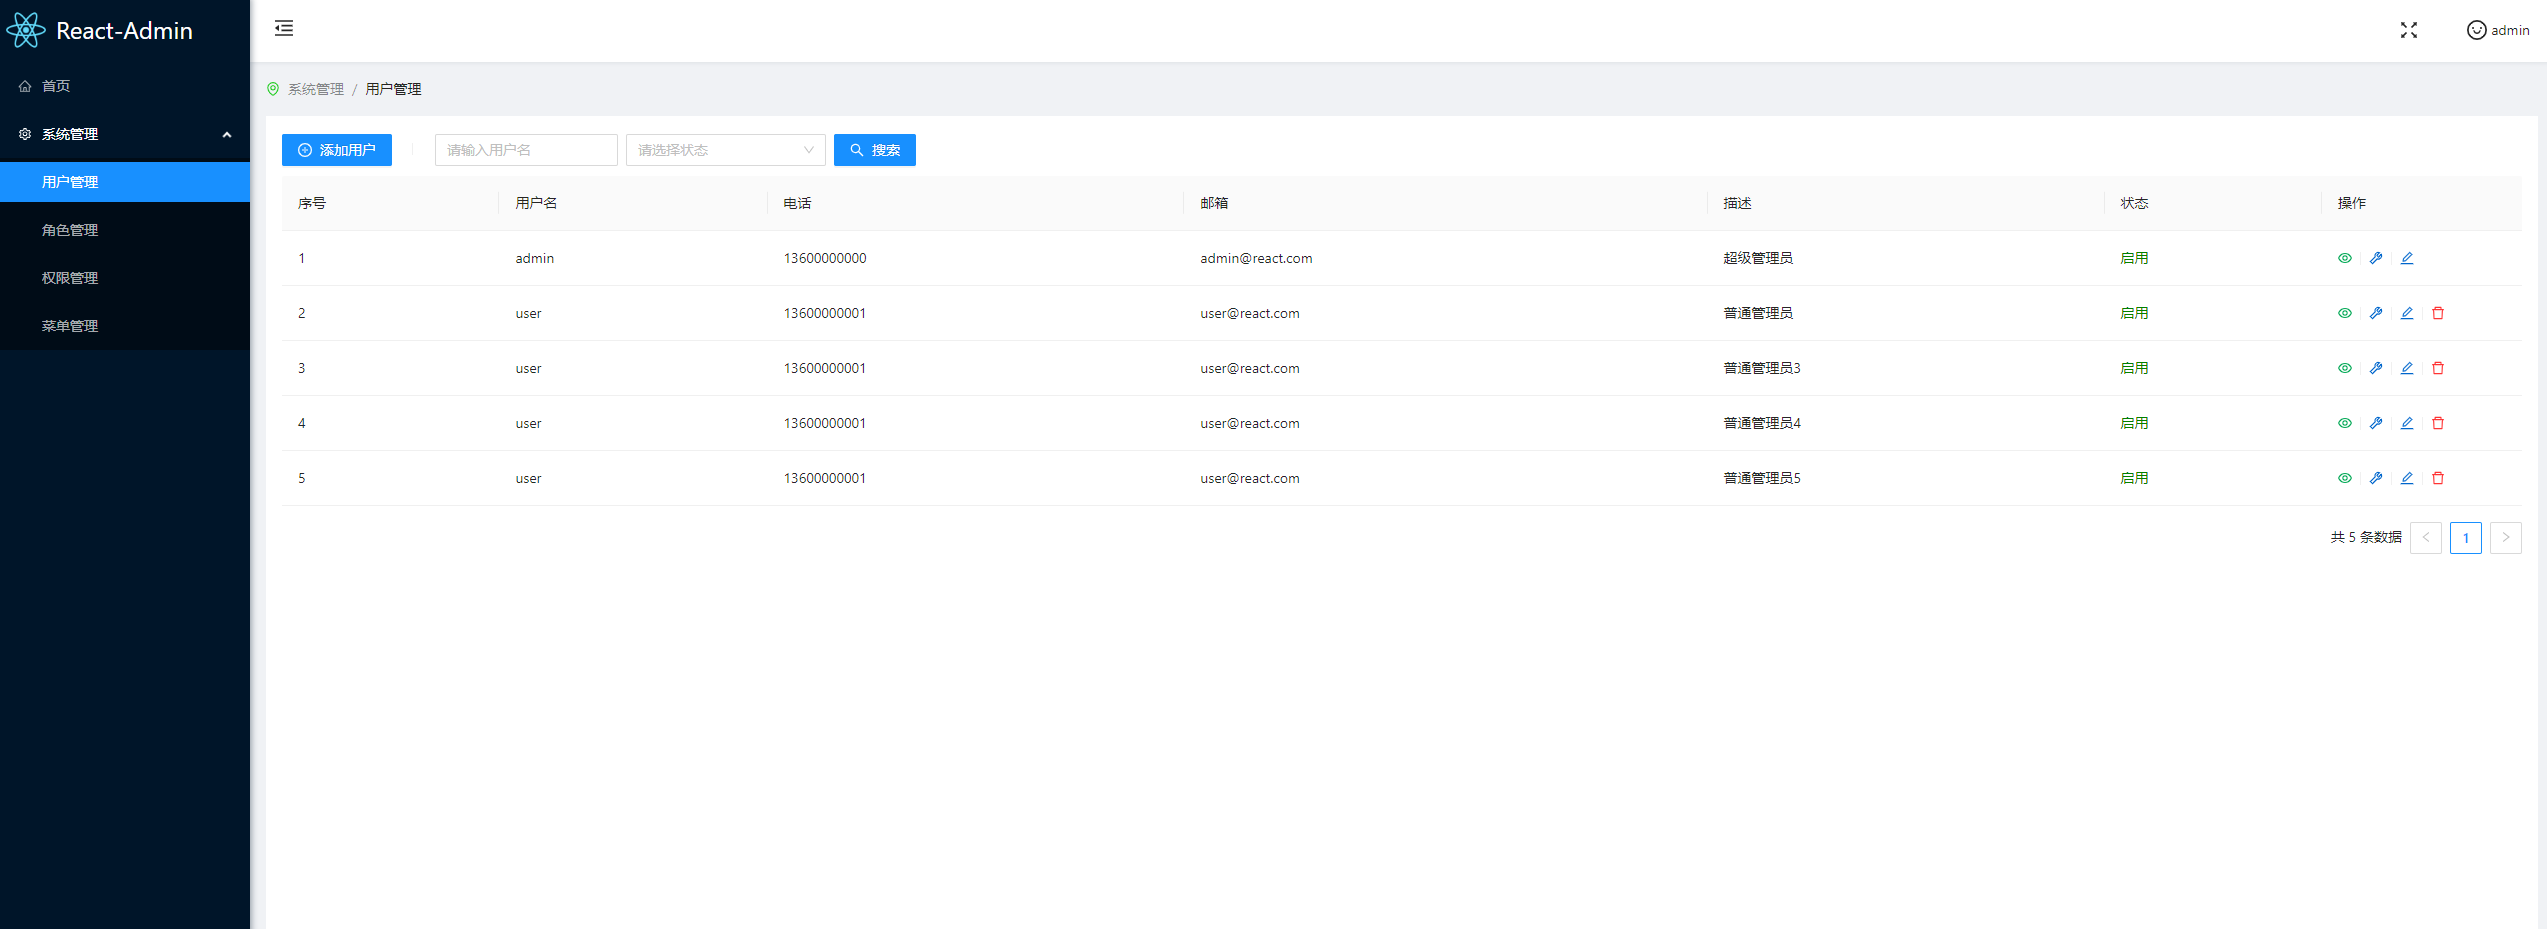 React-Admin
admin
首页
系统管理
用户管理
角色管理
权限管理
菜单管理
系统管理 / 用户管理
添加用户 请输入用户名 请选择状态 搜索
序号 用户名 电话 邮箱 描述 状态 操作
1 admin 13600000000 admin@react.com 超级管理员 启用
2 user 13600000001 user@react.com 普通管理员 启用
3 user 13600000001 user@react.com 普通管理员3 启用
4 user 13600000001 user@react.com 普通管理员4 启用
5 user 13600000001 user@react.com 普通管理员5 启用
共 5 条数据 < 1 >